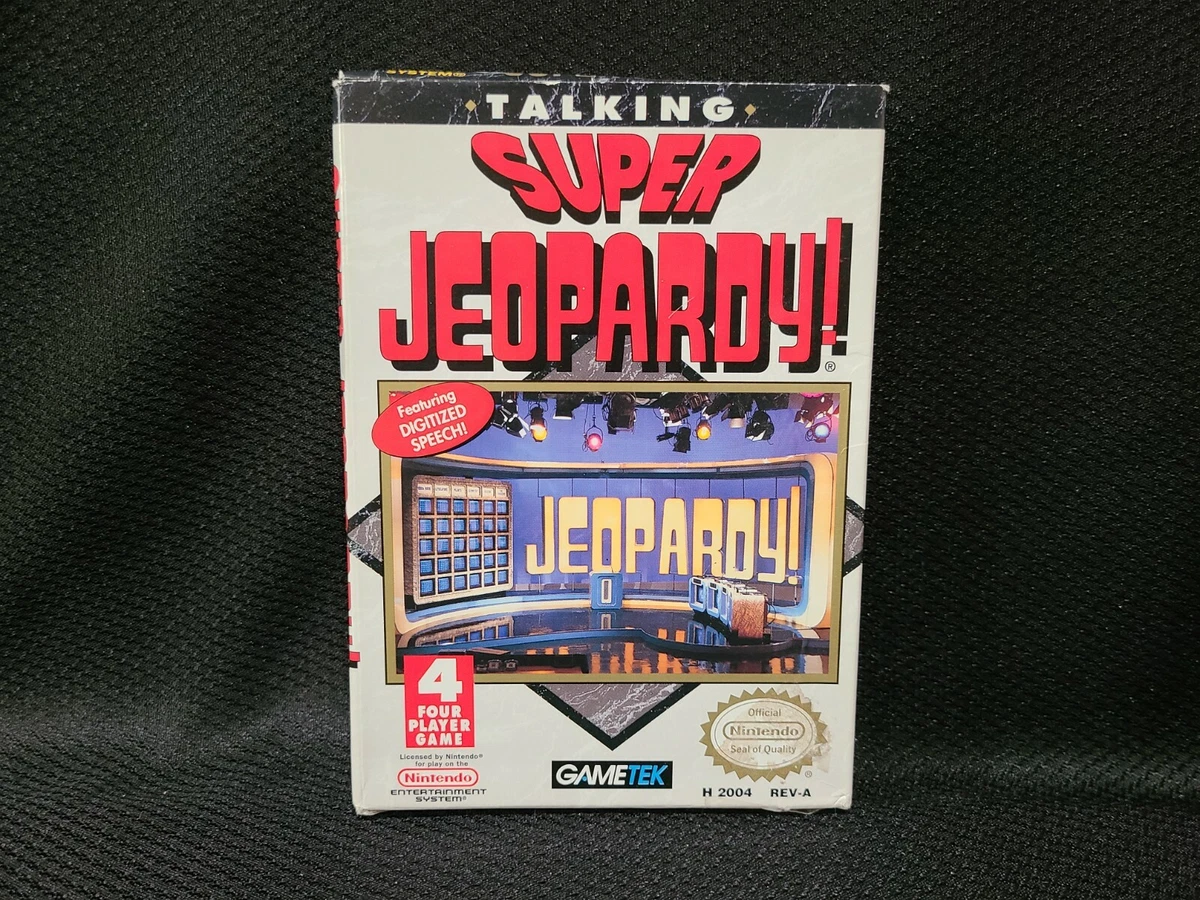 SYSTEM®
TALKING
SUPER
JEOPARDY!
®
Featuring
DIGITIZED
SPEECH!
JEOPARDY!
4
FOUR
PLAYER
GAME
Licensed by Nintendo®
for play on the
Nintendo
ENTERTAINMENT
SYSTEM®
GAMETEK
Official
Nintendo
Seal of Quality
®
H 2004 REV-A